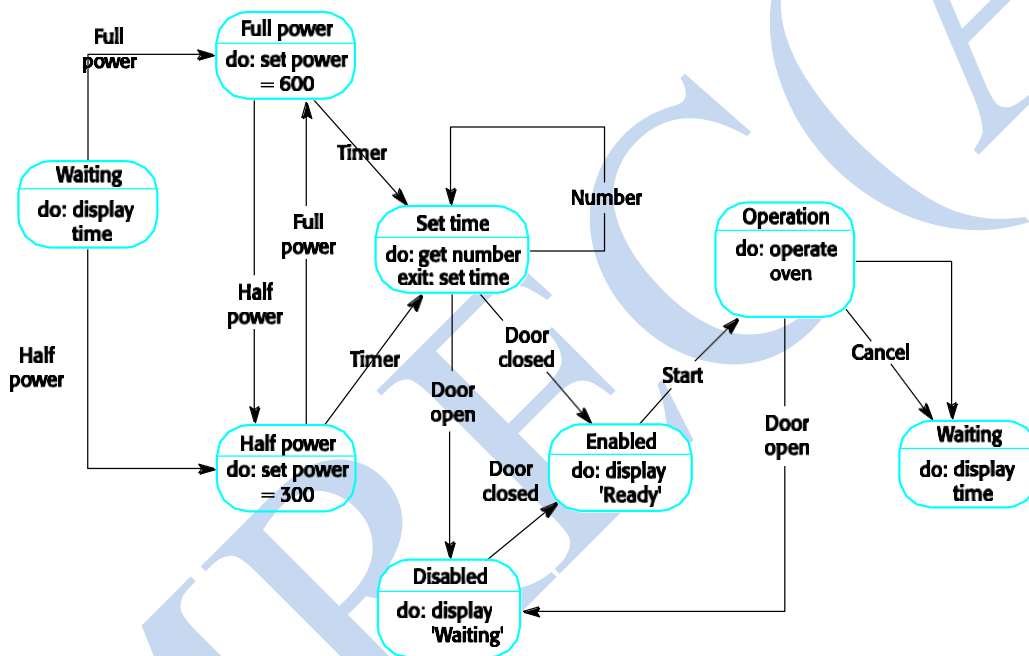 Full
power
Full power
do: set power
= 600
Timer
Waiting
do: display
time
Full
power
Set time
do: get number
exit: set time
Number
Operation
do: operate
oven
Half
power
Half
power
Timer
Door
closed
Door
open
Start
Cancel
Door
open
Half power
do: set power
= 300
Enabled
do: display
'Ready'
Door
closed
Waiting
do: display
time
Disabled
do: display
'Waiting'